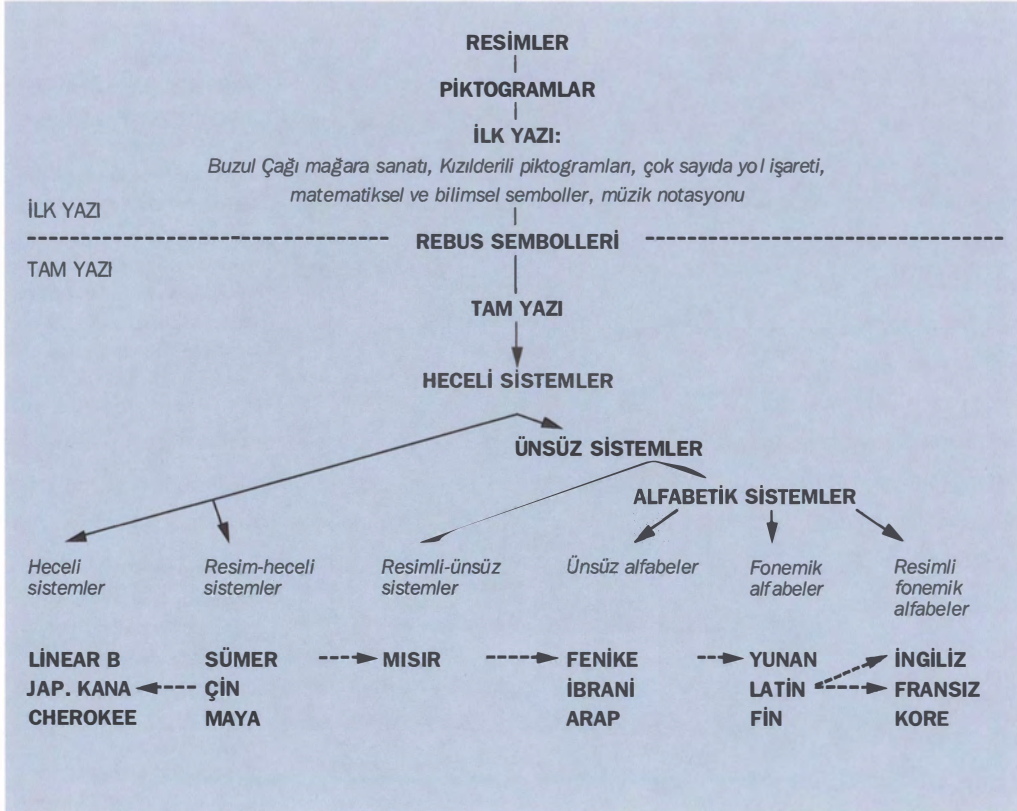 RESİMLER
PİKTOGRAMLAR
İLK YAZI:
Buzul Çağı mağara sanatı, Kızılderili piktogramları, çok sayıda yol işareti,
matematiksel ve bilimsel semboller, müzik notasyonu
İLK YAZI
REBUS SEMBOLLERİ
TAM YAZI
TAM YAZI
HECELİ SİSTEMLER
ÜNSÜZ SİSTEMLER
ALFABETİK SİSTEMLER
Heceli
sistemler
Resim-heceli
sistemler
Resimli-ünsüz
sistemler
Ünsüz alfabeler
Fonemik
alfabeler
Resimli
fonemik
alfabeler
LİNEAR B SÜMER MISIR FENİKE YUNAN İNGİLİZ
JAP. KANA ÇİN İBRANİ LATİN FRANSIZ
CHEROKEE MAYA ARAP FİN KORE